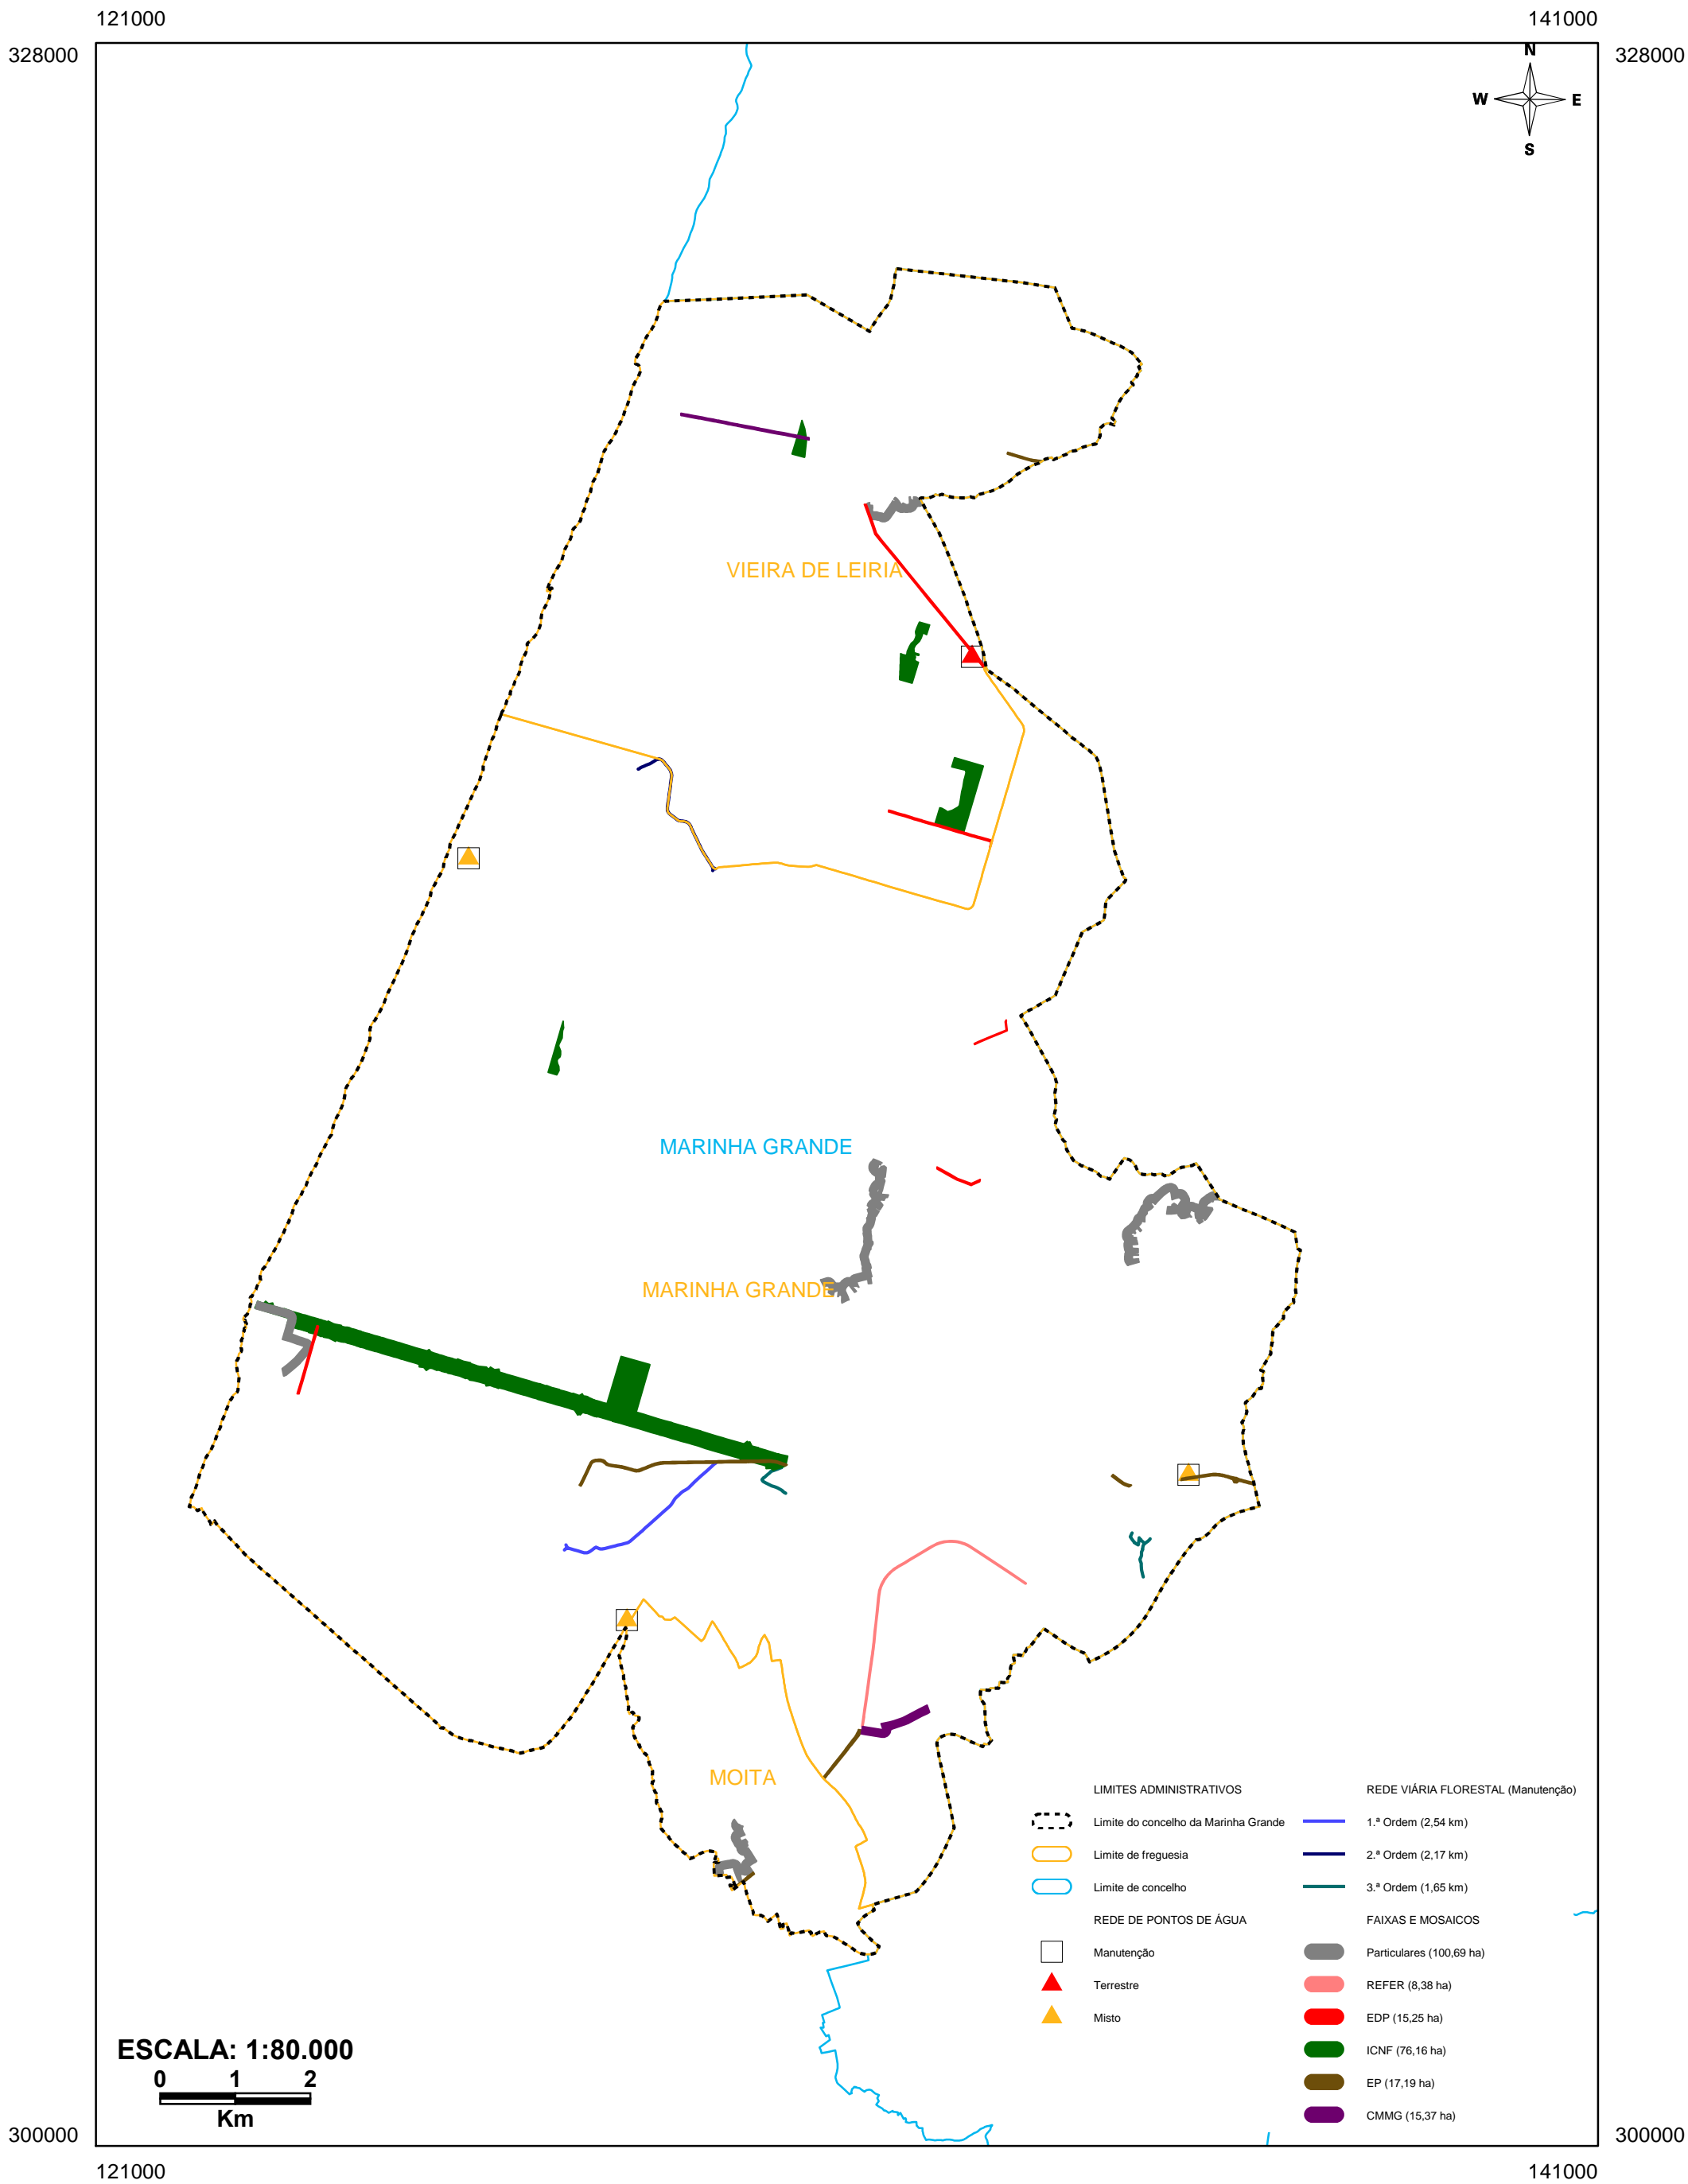 121000 141000
328000 328000
N
W E
S
VIEIRA DE LEIRIA
MARINHA GRANDE
MARINHA GRANDE
MOITA
LIMITES ADMINISTRATIVOS
Limite do concelho da Marinha Grande
Limite de freguesia
Limite de concelho
REDE DE PONTOS DE ÁGUA
Manutenção
Terrestre
Misto
REDE VIÁRIA FLORESTAL (Manutenção)
1.ª Ordem (2,54 km)
2.ª Ordem (2,17 km)
3.ª Ordem (1,65 km)
FAIXAS E MOSAICOS
Particulares (100,69 ha)
REFER (8,38 ha)
EDP (15,25 ha)
ICNF (76,16 ha)
EP (17,19 ha)
CMMG (15,37 ha)
ESCALA: 1:80.000
0 1 2
Km
300000 300000
121000 141000